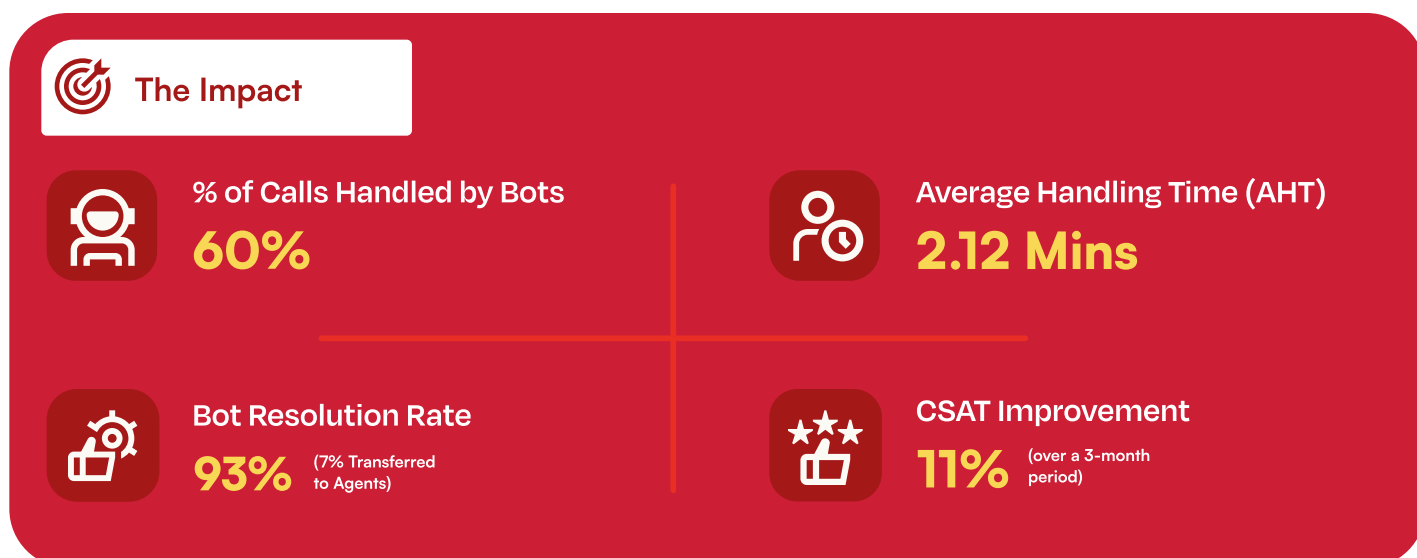 The Impact
% of Calls Handled by Bots
60%
Average Handling Time (AHT)
2.12 Mins
Bot Resolution Rate
93%
(7% Transferred
to Agents)
CSAT Improvement
11%
(over a 3-month
period)